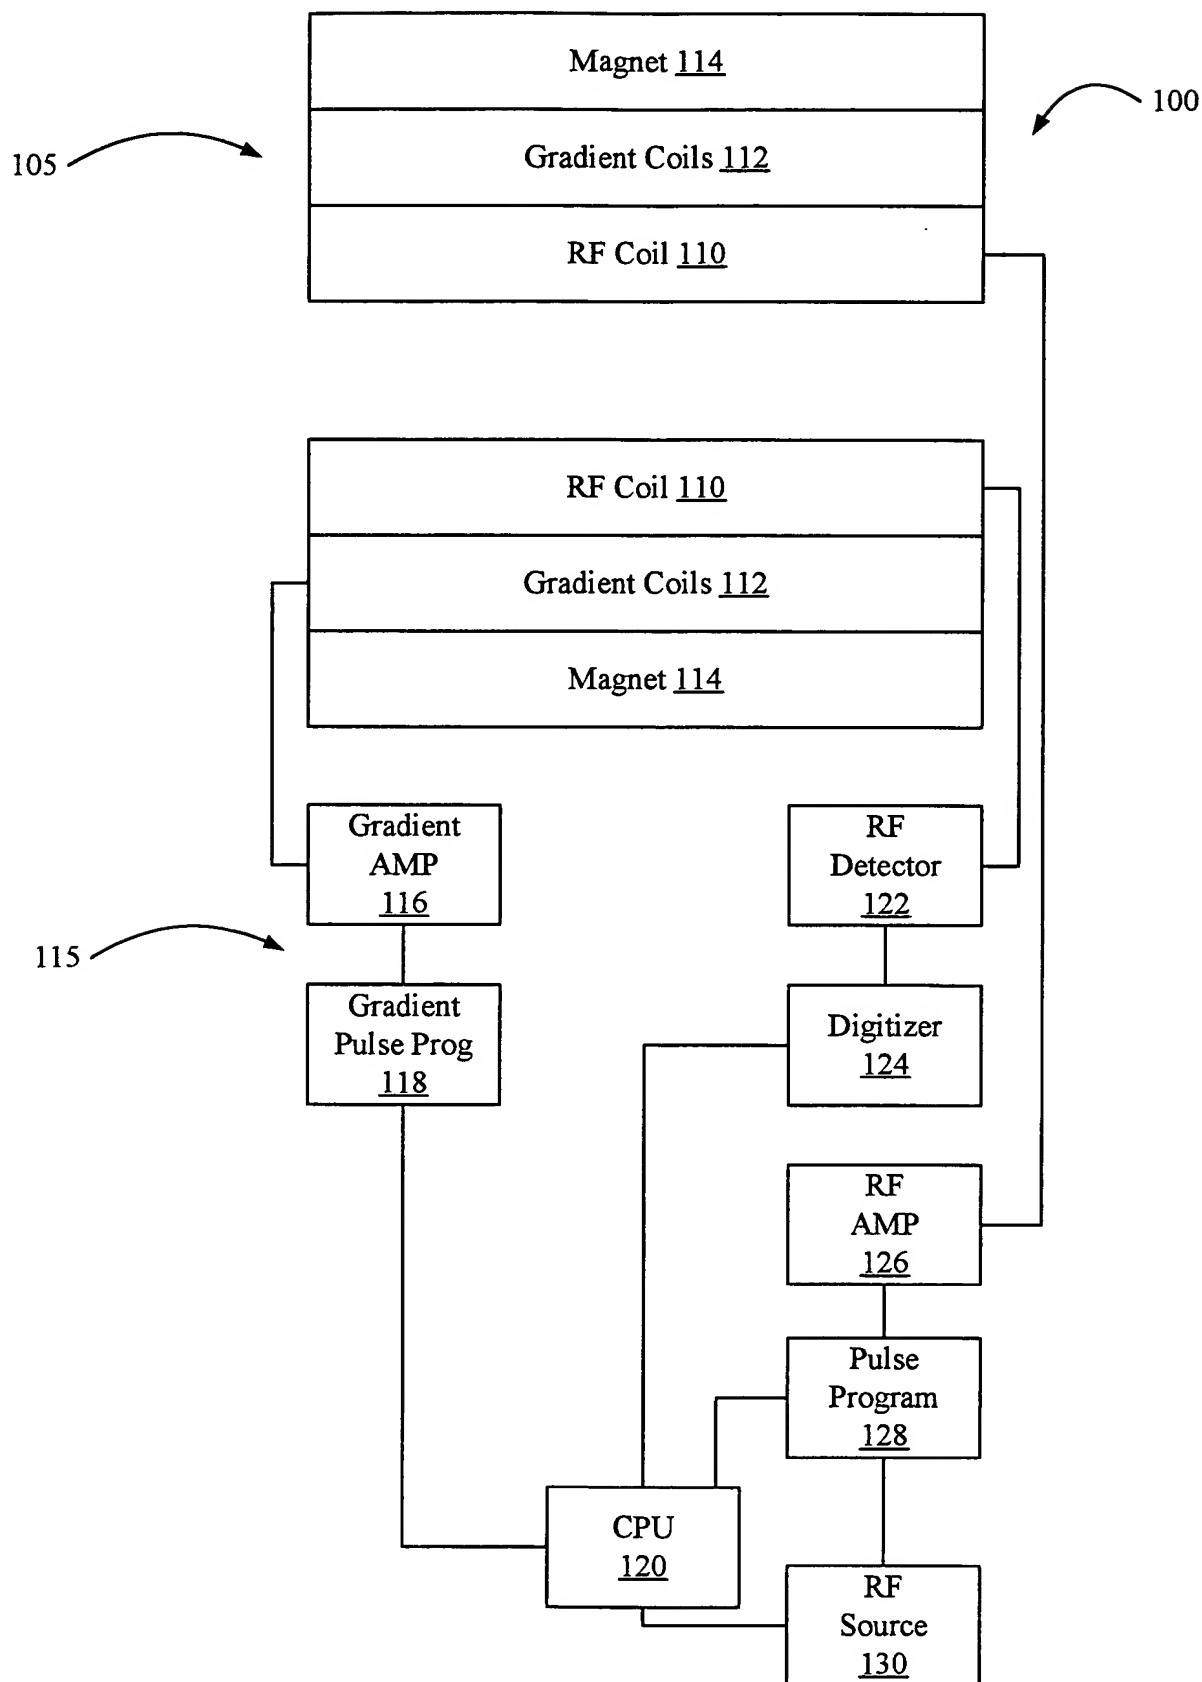 Magnet 114
100
105
Gradient Coils 112
RF Coil 110
RF Coil 110
Gradient Coils 112
Magnet 114
Gradient
AMP
116
RF
Detector
122
115
Gradient
Pulse Prog
118
Digitizer
124
RF
AMP
126
Pulse
Program
128
CPU
120
RF
Source
130